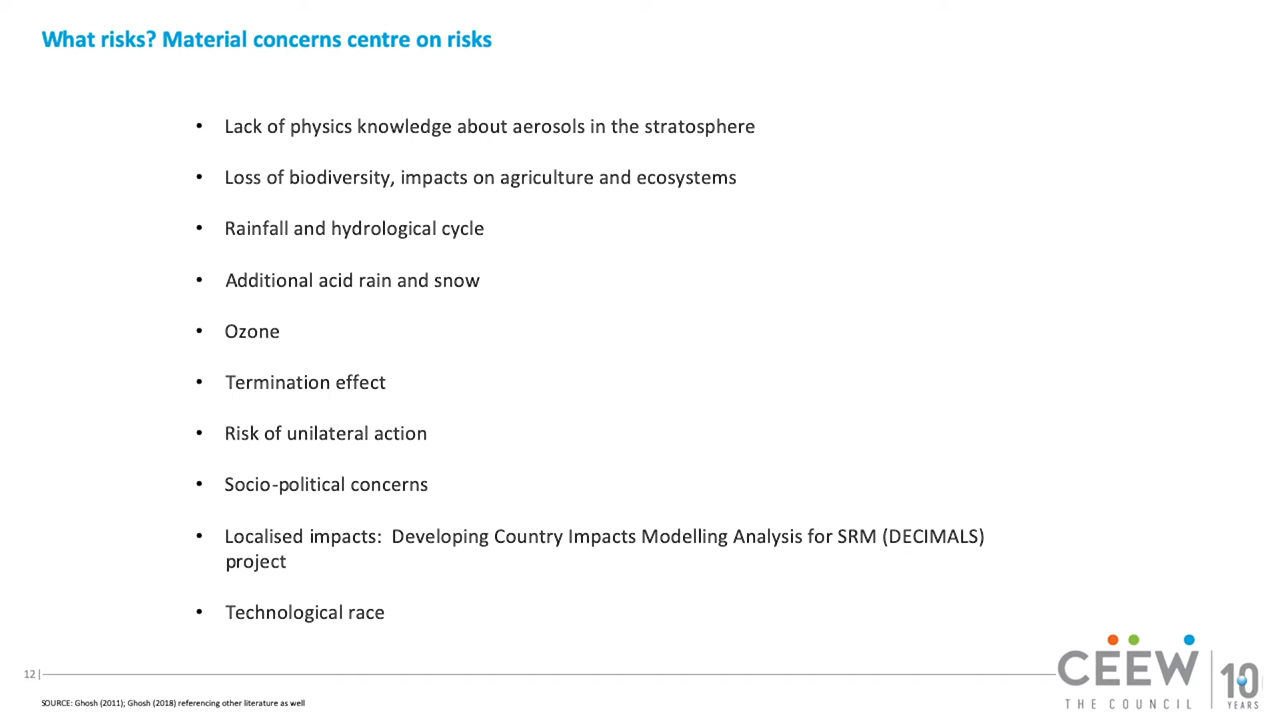 What risks? Material concerns centre on risks
• Lack of physics knowledge about aerosols in the stratosphere
• Loss of biodiversity, impacts on agriculture and ecosystems
• Rainfall and hydrological cycle
• Additional acid rain and snow
• Ozone
• Termination effect
• Risk of unilateral action
• Socio-political concerns
• Localised impacts: Developing Country Impacts Modelling Analysis for SRM (DECIMALS)
project
• Technological race
12|
SOURCE: Ghosh (2011); Ghosh (2018) referencing other literature as well
CEEW
THE COUNCIL
10
YEARS